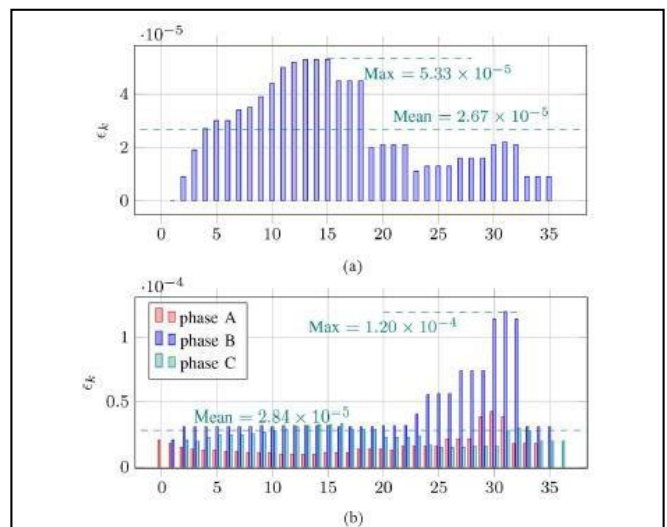 ·10⁻⁵
Max = 5.33 × 10⁻⁵
4
Mean = 2.67 × 10⁻⁵
ϵₖ
2
0
0 5 10 15 20 25 30 35
(a)
·10⁻⁴
phase A
phase B
phase C
1
Max = 1.20 × 10⁻⁴
ϵₖ
0.5
Mean = 2.84 × 10⁻⁵
0
0 5 10 15 20 25 30 35
(b)